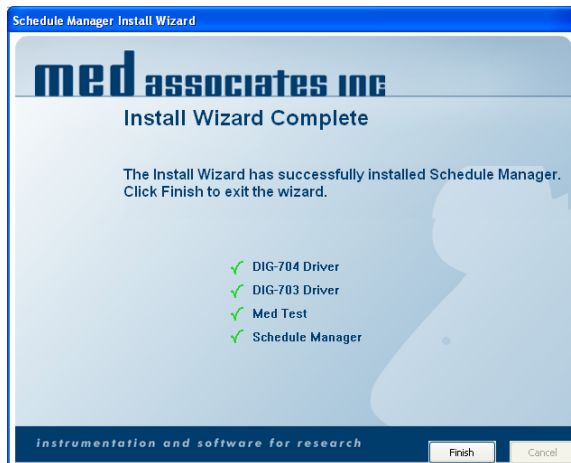 Schedule Manager Install Wizard
med associates inc
Install Wizard Complete
The Install Wizard has successfully installed Schedule Manager.
Click Finish to exit the wizard.
DIG-704 Driver
DIG-703 Driver
Med Test
Schedule Manager
instrumentation and software for research
Finish
Cancel